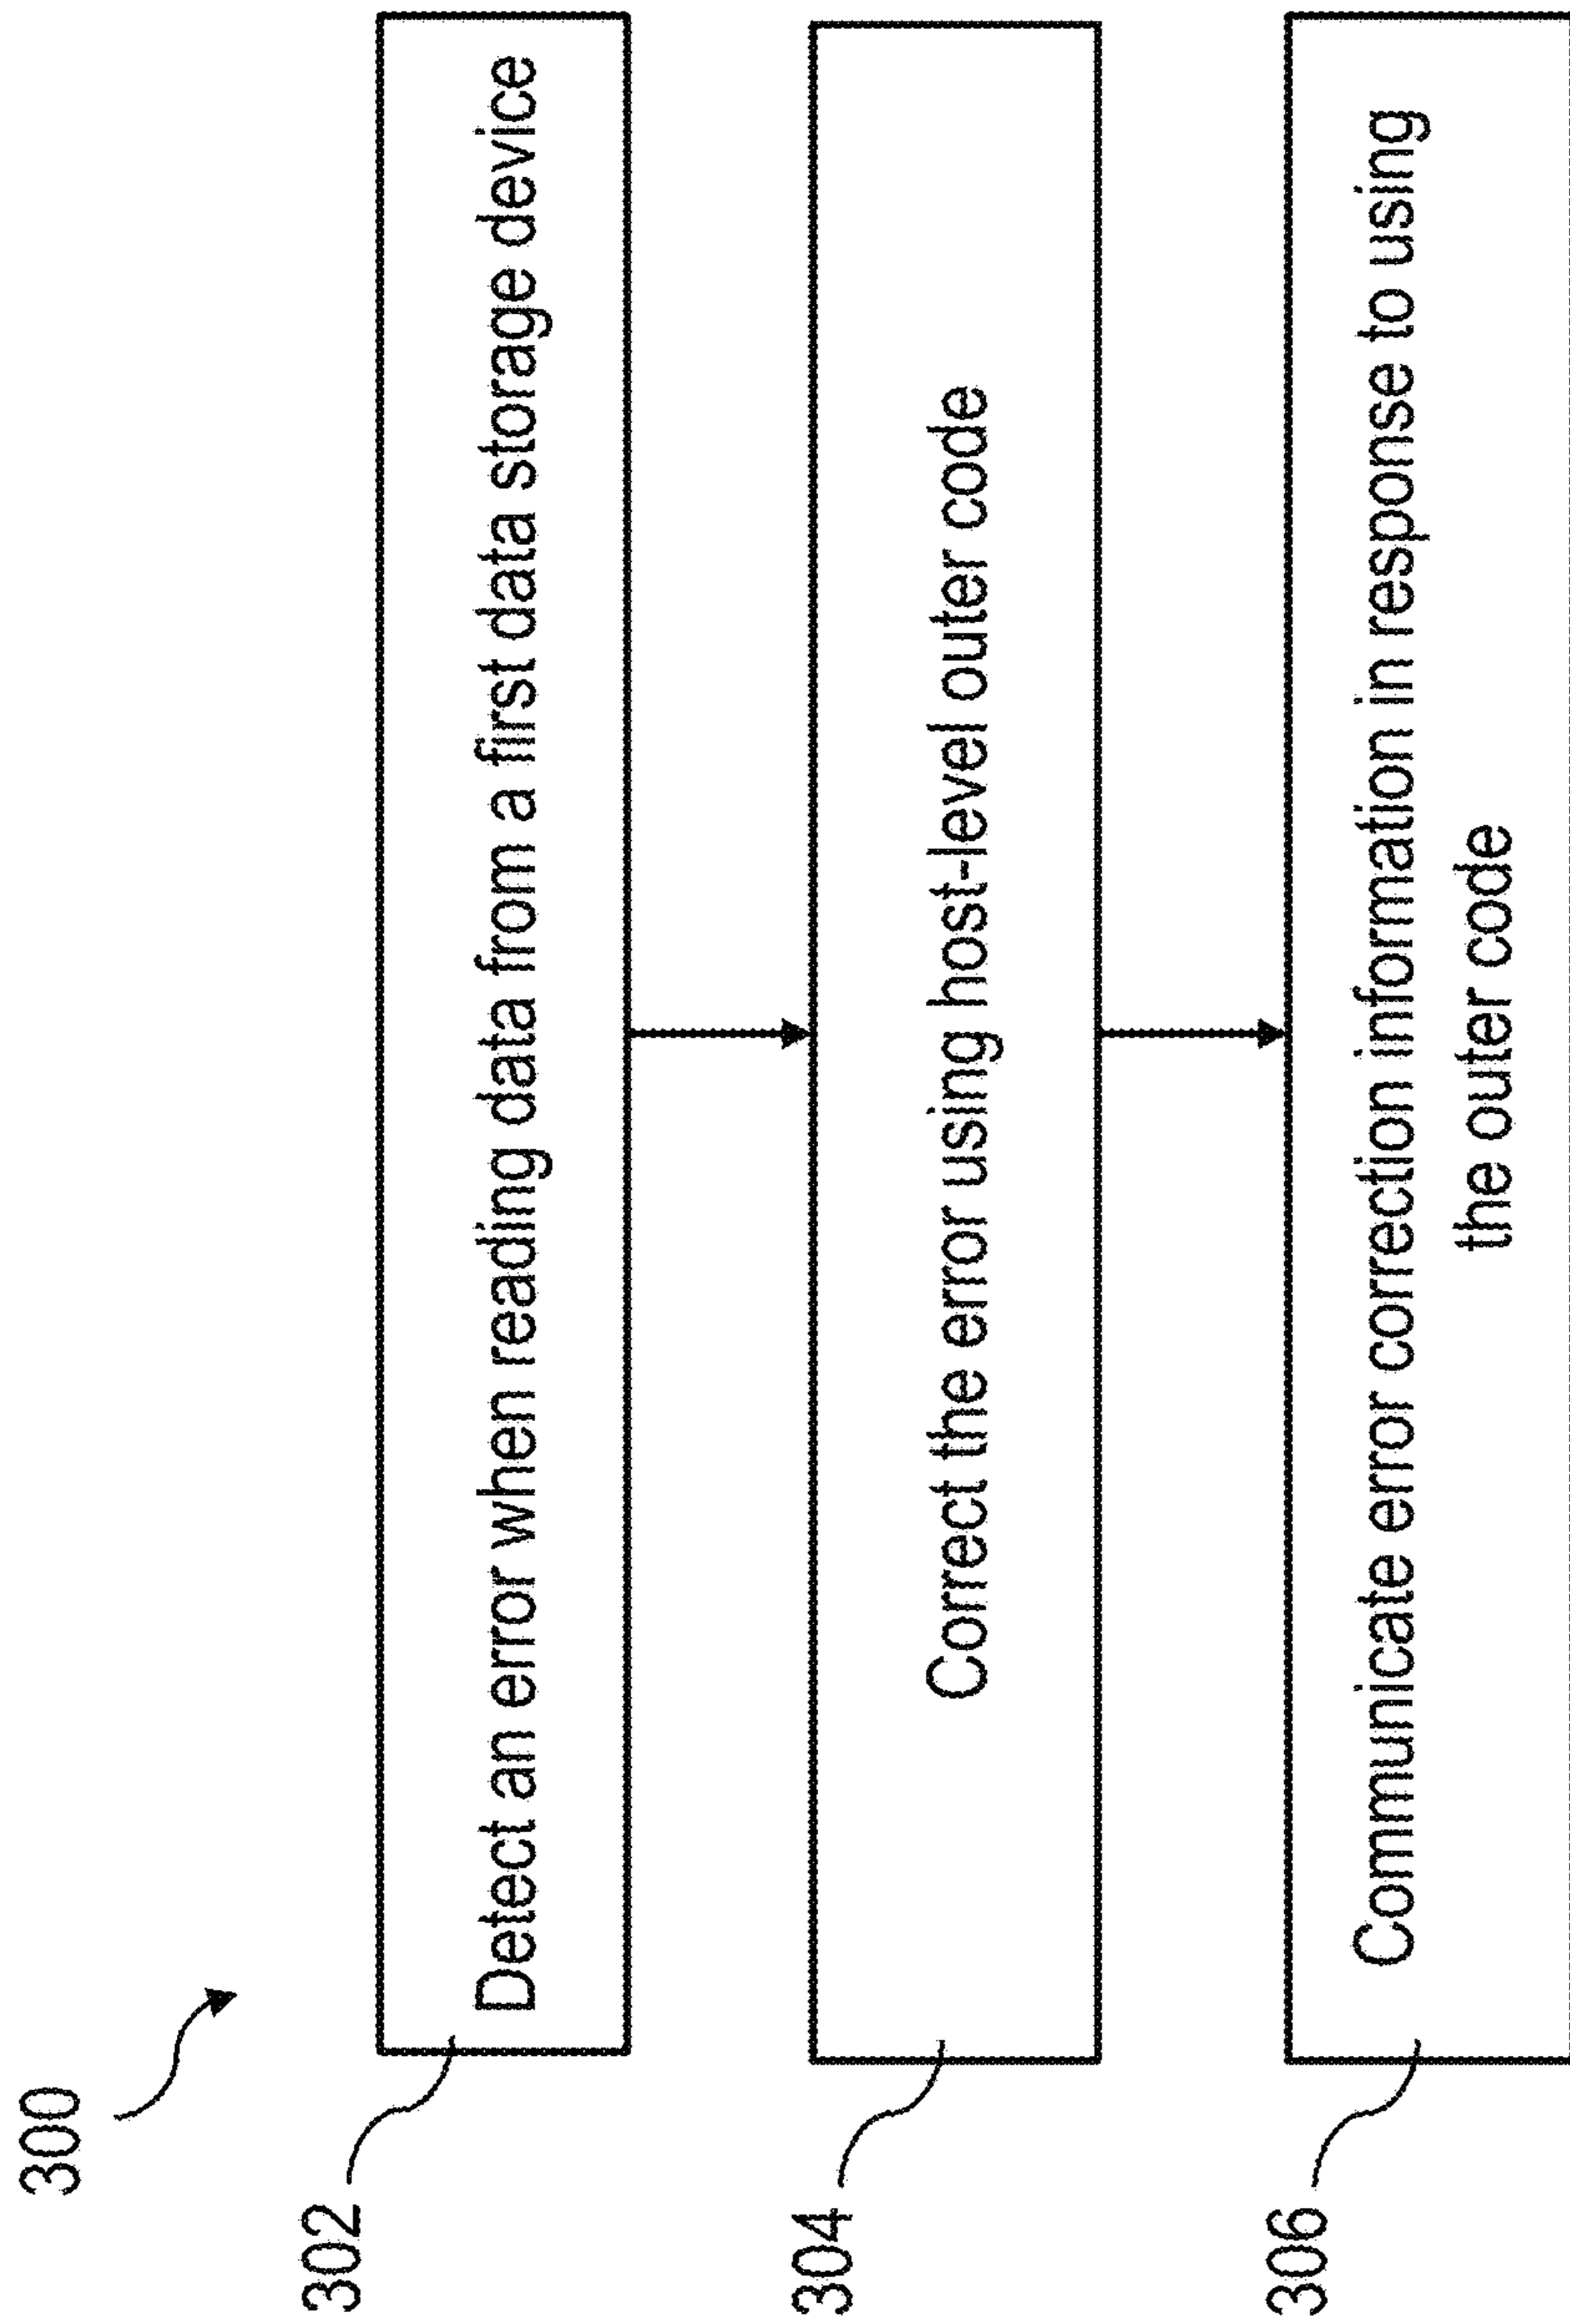 300
302
Detect an error when reading data from a first data storage device
304
Correct the error using host-level outer code
306
Communicate error correction information in response to using
the outer code